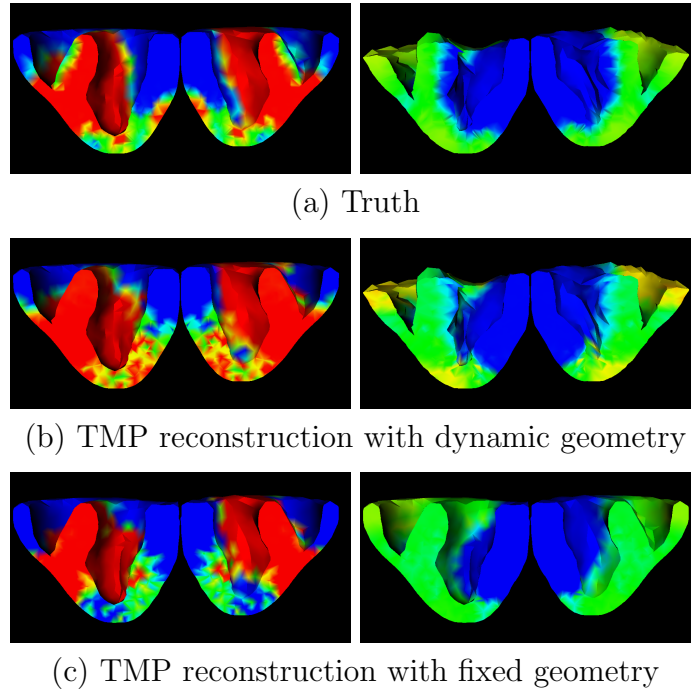 (a) Truth
(b) TMP reconstruction with dynamic geometry
(c) TMP reconstruction with fixed geometry